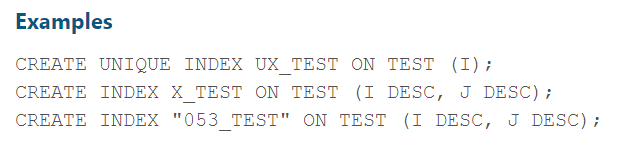 Examples
CREATE UNIQUE INDEX UX_TEST ON TEST (I);
CREATE INDEX X_TEST ON TEST (I DESC, J DESC);
CREATE INDEX "053_TEST" ON TEST (I DESC, J DESC);